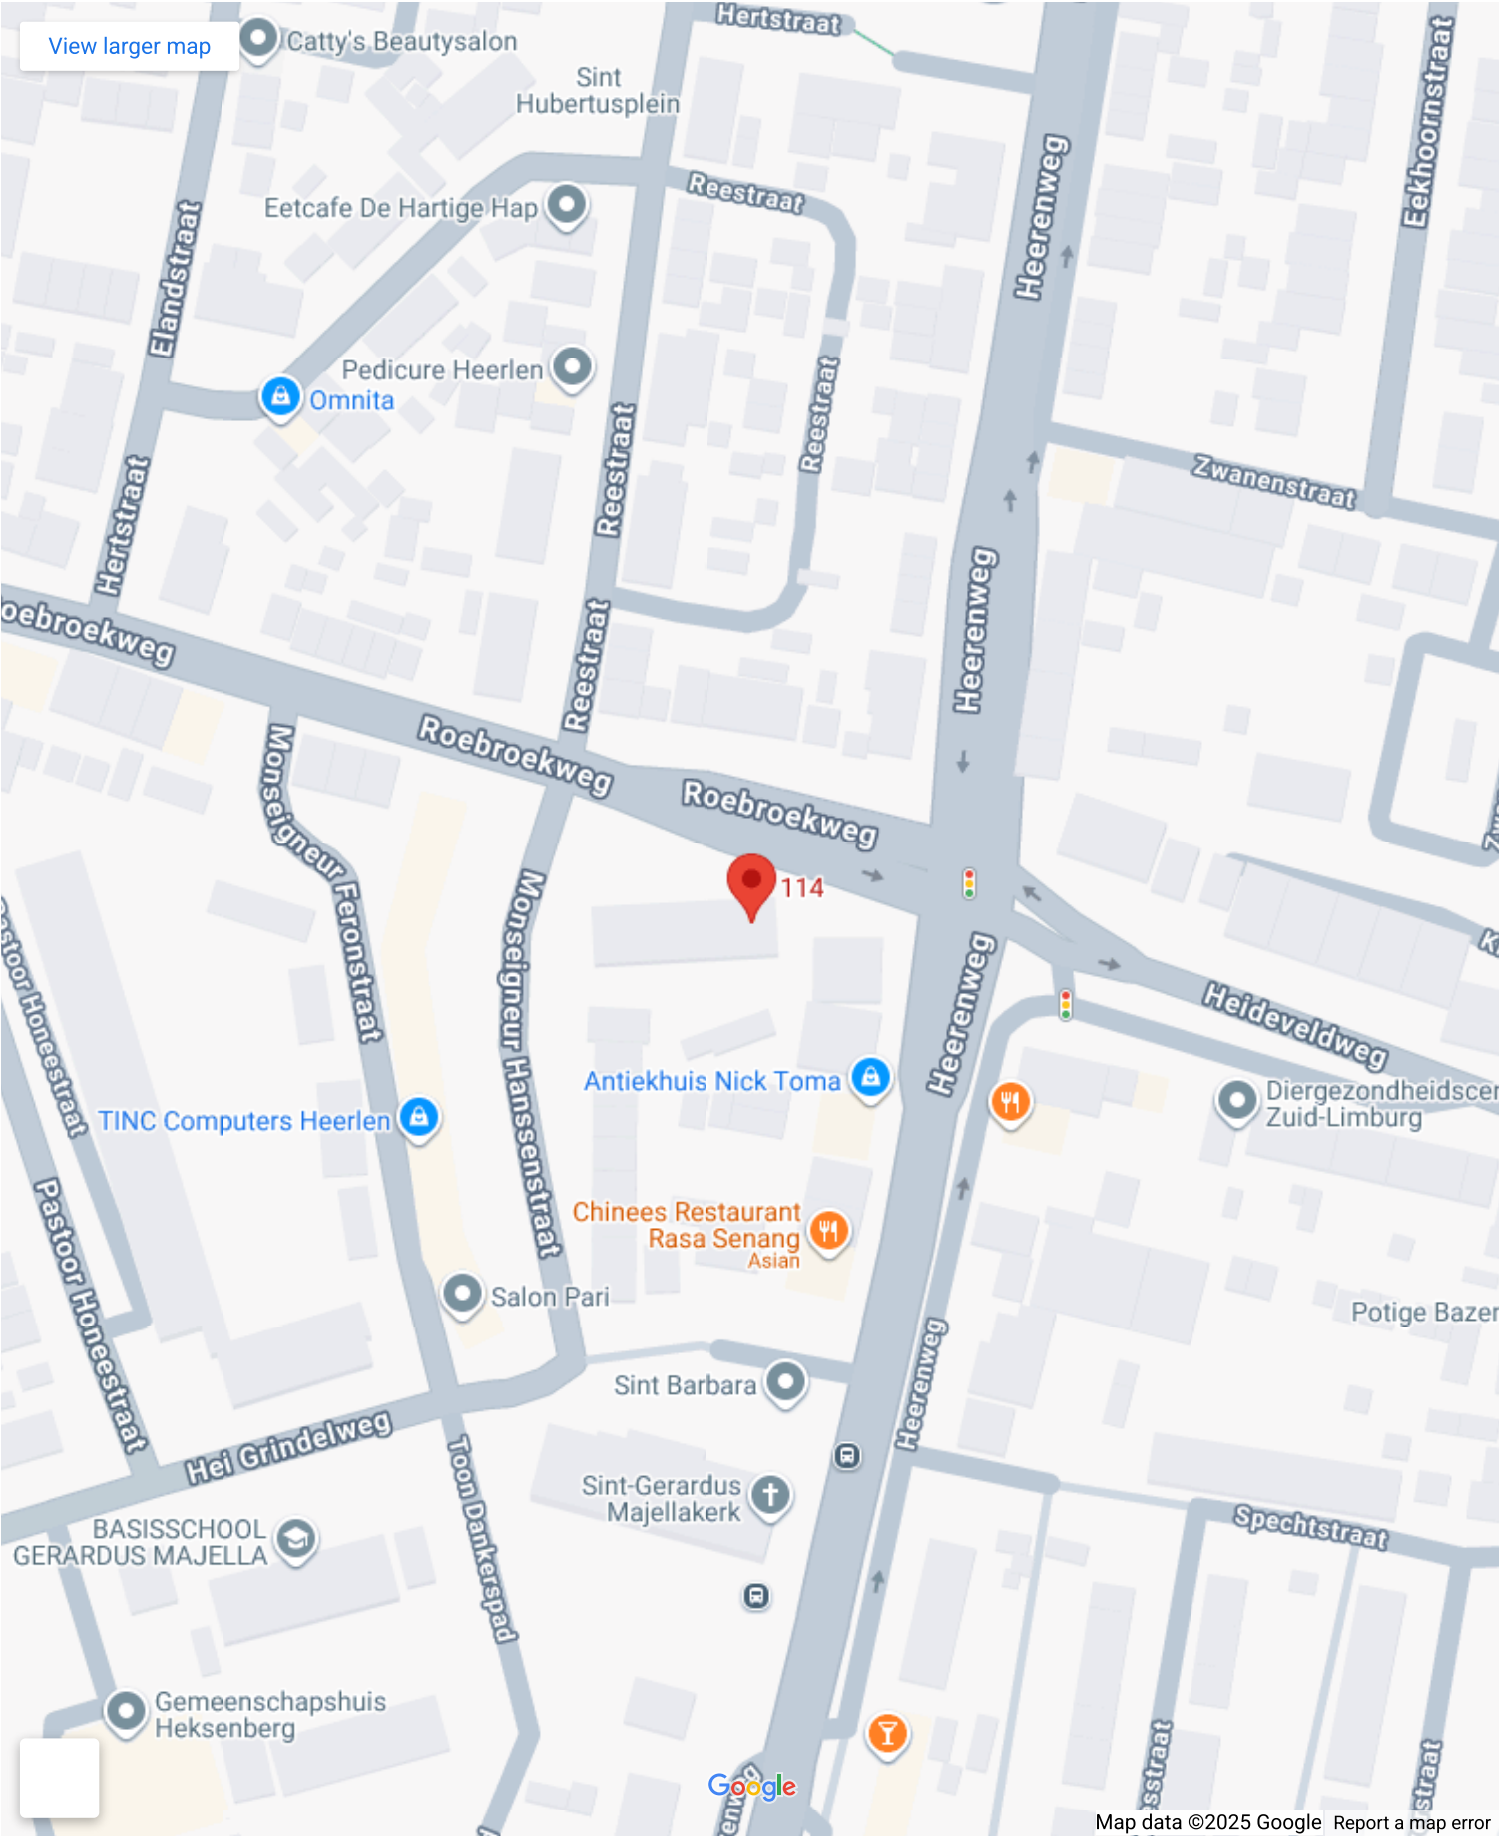 Hertstraat
View larger map
Catty's Beautysalon
Sint
Hubertusplein
Eekhoornstraat
Heerenweg
Reestraat
Eetcafe De Hartige Hap
Elandstraat
Pedicure Heerlen
Omnita
Reestraat
Reestraat
Hertstraat
Zwanenstraat
Heerenweg
Reestraat
oebroekweg
Roebroekweg
Roebroekweg
Monseigneur Feronstraat
114
Monseigneur Hanssenstraat
Heerenweg
Heideveldweg
Pastoor Honeestraat
Antiekhuis Nick Toma
TINC Computers Heerlen
Diergezondheidscer
Zuid-Limburg
Pastoor Honeestraat
Chinees Restaurant
Rasa Senang
Asian
Salon Pari
Potige Bazer
Heerenweg
Sint Barbara
Hei Grindelweg
Toon Dankerspad
Sint-Gerardus
Majellakerk
Spechtstraat
BASISSCHOOL
GERARDUS MAJELLA
Gemeenschapshuis
Heksenberg
Google
enweg
sstraat
straat
Map data ©2025 Google
Report a map error